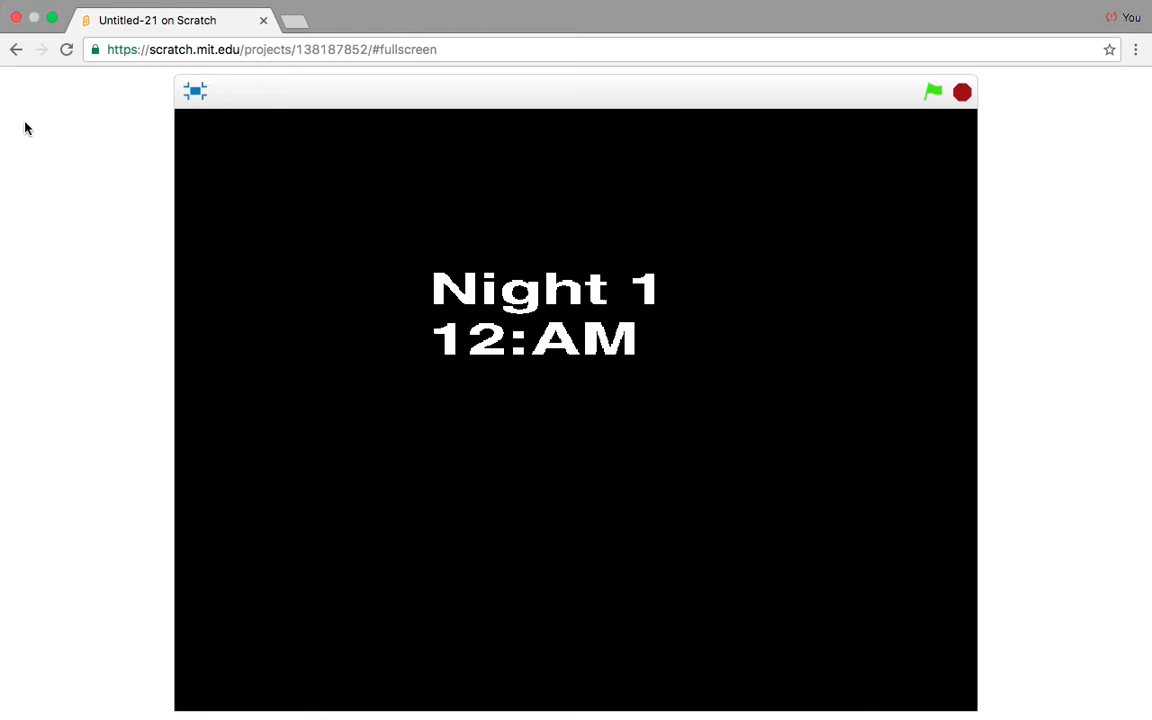 Untitled-21 on Scratch
You
https://scratch.mit.edu/projects/138187852/#fullscreen
Night 1
12:AM